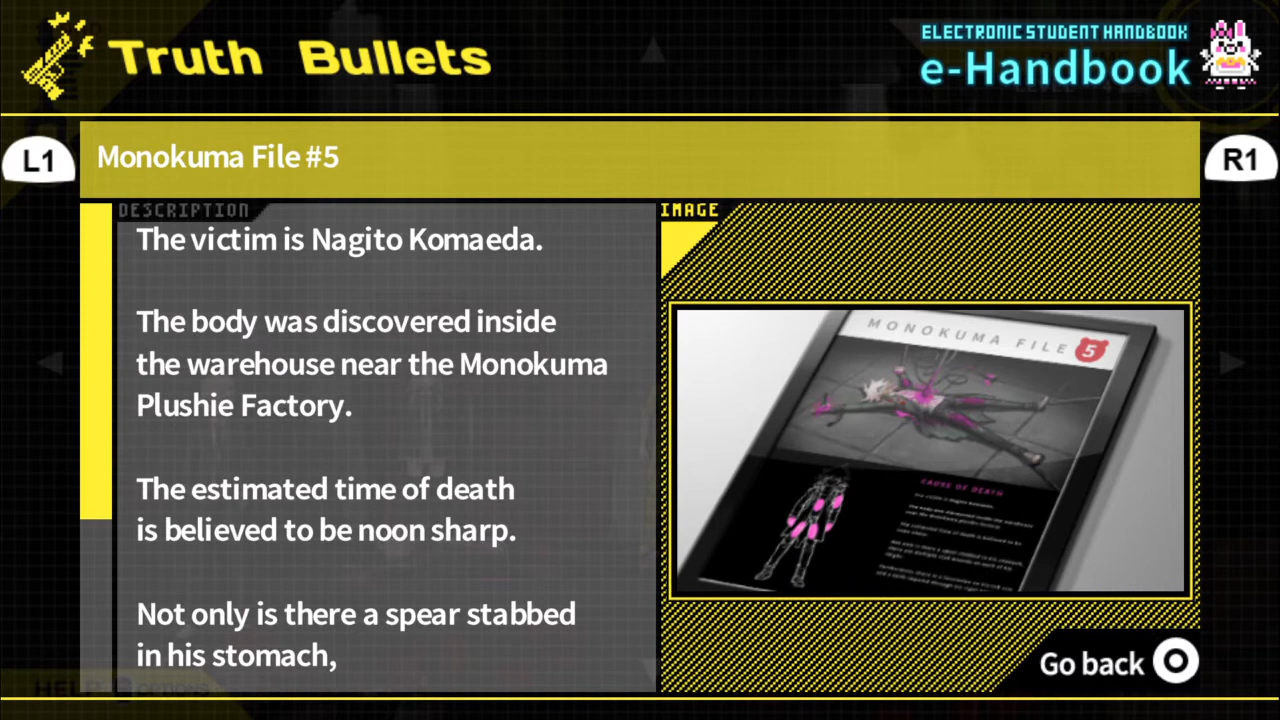 Truth Bullets
ELECTRONIC STUDENT HANDBOOK
e-Handbook
L1
Monokuma File #5
R1
DESCRIPTION
The victim is Nagito Komaeda.
The body was discovered inside
the warehouse near the Monokuma
Plushie Factory.
The estimated time of death
is believed to be noon sharp.
Not only is there a spear stabbed
in his stomach,
IMAGE
MONOKUMA FILE 5
CAUSE OF DEATH
Go back
HELP